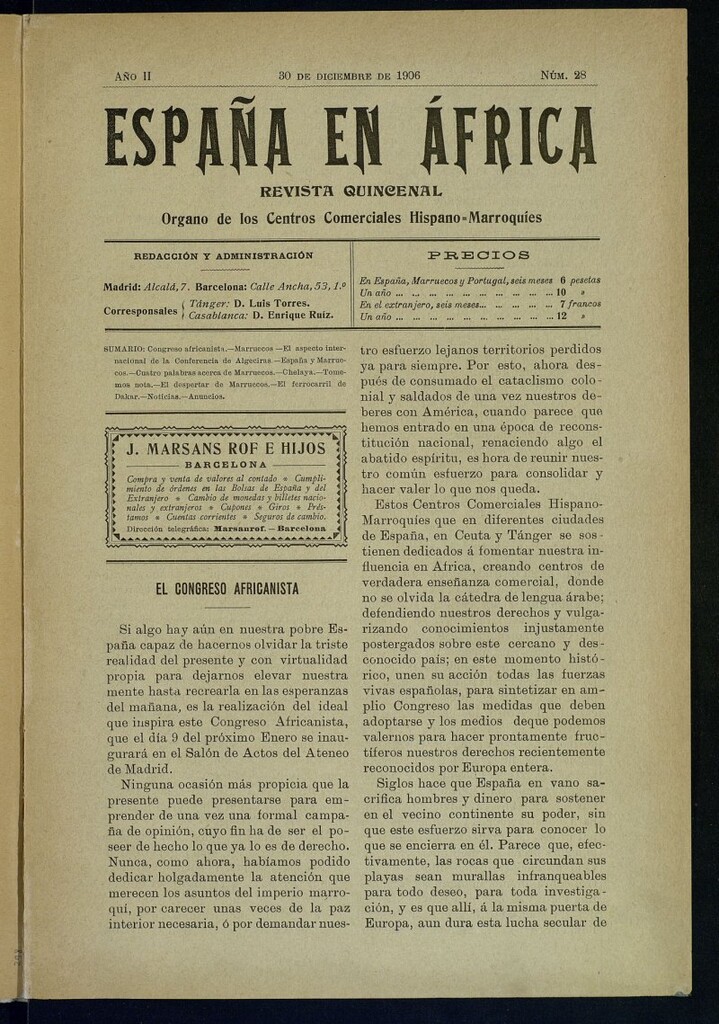 AÑO II 30 DE DICIEMBRE DE 1906 NÚM. 28
ESPAÑA EN ÁFRICA
REVISTA QUINCENAL
Organo de los Centros Comerciales Hispano-Marroquíes
REDACCIÓN Y ADMINISTRACIÓN
Madrid: Alcalá, 7. Barcelona: Calle Ancha, 53, 1.º
Corresponsales { Tánger: D. Luis Torres.
Casablanca: D. Enrique Ruiz.
PRECIOS
En España, Marruecos y Portugal, seis meses 6 pesetas
Un año ... ... ... ... ... ... ... ... ... ... 10 »
En el extranjero, seis meses... ... ... ... ... 7 francos
Un año ... ... ... ... ... ... ... ... ... ... 12 »
SUMARIO: Congreso africanista.—Marruecos —El aspecto inter-
nacional de la Conferencia de Algeciras —España y Marrue-
cos.—Cuatro palabras acerca de Marruecos.—Chelaya.—Tome-
mos nota.—El despertar de Marruecos.—El ferrocarril de
Dakar.—Noticias.—Anuncios.
J. MARSANS ROF E HIJOS
BARCELONA
Compra y venta de valores al contado * Cumpli-
miento de órdenes en las Bolsas de España y del
Extranjero * Cambio de monedas y billetes nacio-
nales y extranjeros * Cupones * Giros * Prés-
tamos * Cuentas corrientes * Seguros de cambio.
Dirección telegráfica: Marsanrof. — Barcelona
EL CONGRESO AFRICANISTA
Si algo hay aún en nuestra pobre Es-
paña capaz de hacernos olvidar la triste
realidad del presente y con virtualidad
propia para dejarnos elevar nuestra
mente hasta recrearla en las esperanzas
del mañana, es la realización del ideal
que inspira este Congreso Africanista,
que el día 9 del próximo Enero se inau-
gurará en el Salón de Actos del Ateneo
de Madrid.
Ninguna ocasión más propicia que la
presente puede presentarse para em-
prender de una vez una formal campa-
ña de opinión, cuyo fin ha de ser el po-
seer de hecho lo que ya lo es de derecho.
Nunca, como ahora, habíamos podido
dedicar holgadamente la atención que
merecen los asuntos del imperio marro-
quí, por carecer unas veces de la paz
interior necesaria, ó por demandar nues-
tro esfuerzo lejanos territorios perdidos
ya para siempre. Por esto, ahora des-
pués de consumado el cataclismo colo-
nial y saldados de una vez nuestros de-
beres con América, cuando parece que
hemos entrado en una época de recons-
titución nacional, renaciendo algo el
abatido espíritu, es hora de reunir nues-
tro común esfuerzo para consolidar y
hacer valer lo que nos queda.
Estos Centros Comerciales Hispano-
Marroquíes que en diferentes ciudades
de España, en Ceuta y Tánger se sos-
tienen dedicados á fomentar nuestra in-
fluencia en Africa, creando centros de
verdadera enseñanza comercial, donde
no se olvida la cátedra de lengua árabe;
defendiendo nuestros derechos y vulga-
rizando conocimientos injustamente
postergados sobre este cercano y des-
conocido país; en este momento histó-
rico, unen su acción todas las fuerzas
vivas españolas, para sintetizar en am-
plio Congreso las medidas que deben
adoptarse y los medios deque podemos
valernos para hacer prontamente fruc-
tíferos nuestros derechos recientemente
reconocidos por Europa entera.
Siglos hace que España en vano sa-
crifica hombres y dinero para sostener
en el vecino continente su poder, sin
que este esfuerzo sirva para conocer lo
que se encierra en él. Parece que, efec-
tivamente, las rocas que circundan sus
playas sean murallas infranqueables
para todo deseo, para toda investiga-
ción, y es que allí, á la misma puerta de
Europa, aun dura esta lucha secular de